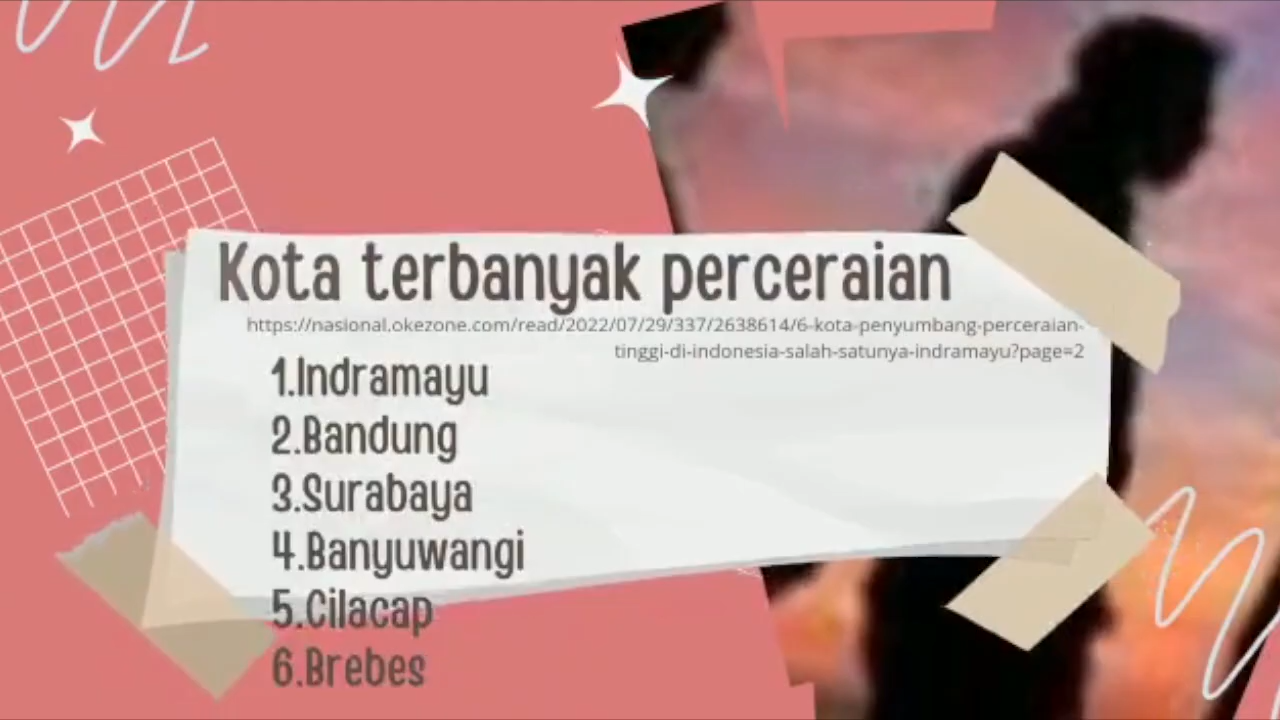 Kota terbanyak perceraian
https://nasional.okezone.com/read/2022/07/29/337/2638614/6-kota-penyumbang-perceraian-
tinggi-di-indonesia-salah-satunya-indramayu?page=2
1.Indramayu
2.Bandung
3.Surabaya
4.Banyuwangi
5.Cilacap
6.Brebes